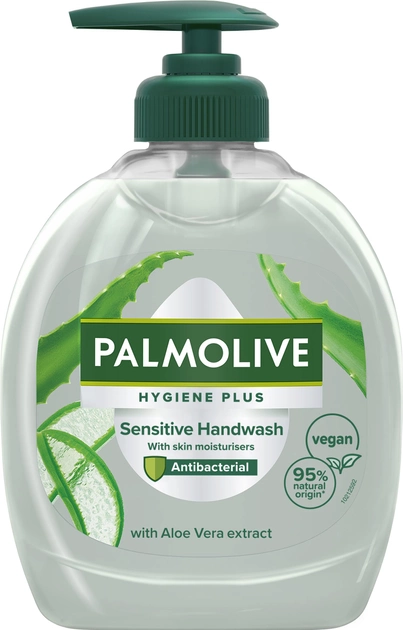 PALMOLIVE
HYGIENE PLUS
Sensitive Handwash
With skin moisturisers
Antibacterial
vegan
95%
natural
origin*
with Aloe Vera extract